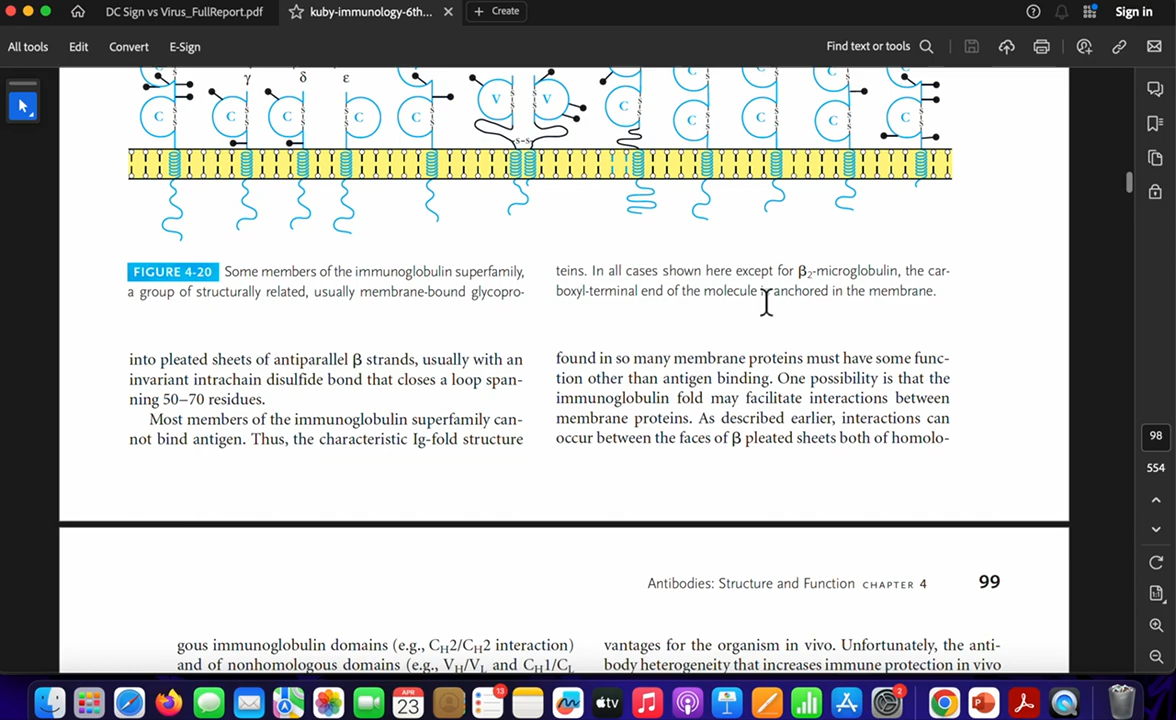 DC Sign vs Virus_FullReport.pdf
kuby-immunology-6th...
Create
Sign in
All tools
Edit
Convert
E-Sign
Find text or tools
γ δ ε
C C C C C V V C C C C C
C C C C
s-s
FIGURE 4-20 Some members of the immunoglobulin superfamily,
a group of structurally related, usually membrane-bound glycopro-
teins. In all cases shown here except for β2-microglobulin, the car-
boxyl-terminal end of the molecule anchored in the membrane.
into pleated sheets of antiparallel β strands, usually with an
invariant intrachain disulfide bond that closes a loop span-
ning 50–70 residues.
Most members of the immunoglobulin superfamily can-
not bind antigen. Thus, the characteristic Ig-fold structure
found in so many membrane proteins must have some func-
tion other than antigen binding. One possibility is that the
immunoglobulin fold may facilitate interactions between
membrane proteins. As described earlier, interactions can
occur between the faces of β pleated sheets both of homolo-
98
554
Antibodies: Structure and Function CHAPTER 4 99
gous immunoglobulin domains (e.g., CH2/CH2 interaction)
and of nonhomologous domains (e.g., VH/VL and CH1/CL
vantages for the organism in vivo. Unfortunately, the anti-
body heterogeneity that increases immune protection in vivo
APR
23
13
tv
2